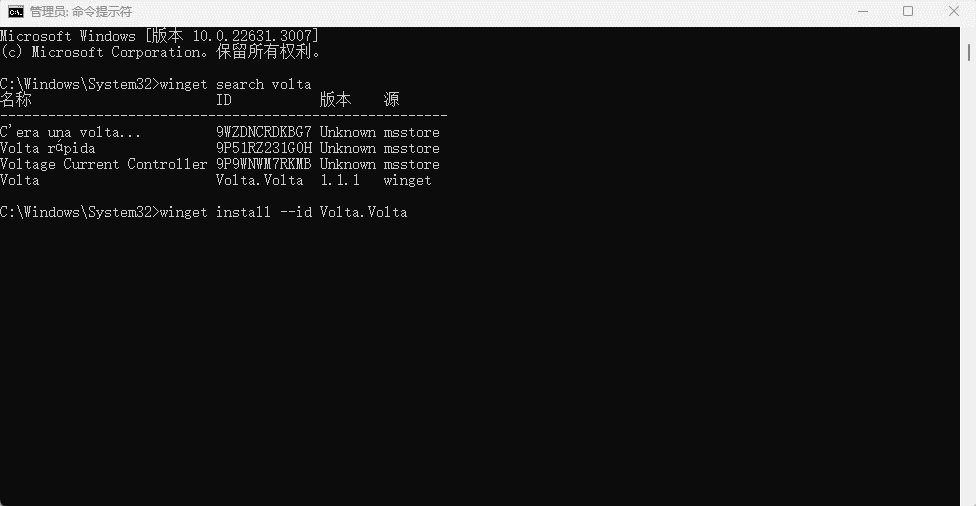 管理员: 命令提示符
Microsoft Windows [版本 10.0.22631.3007]
(c) Microsoft Corporation。保留所有权利。
C:\Windows\System32>winget search volta
名称 ID 版本 源
--------------------------------------------------------
C'era una volta... 9WZDNCRDKBG7 Unknown msstore
Volta rápida 9P51RZ231G0H Unknown msstore
Voltage Current Controller 9P9WNWM7RKMB Unknown msstore
Volta Volta.Volta 1.1.1 winget
C:\Windows\System32>winget install --id Volta.Volta